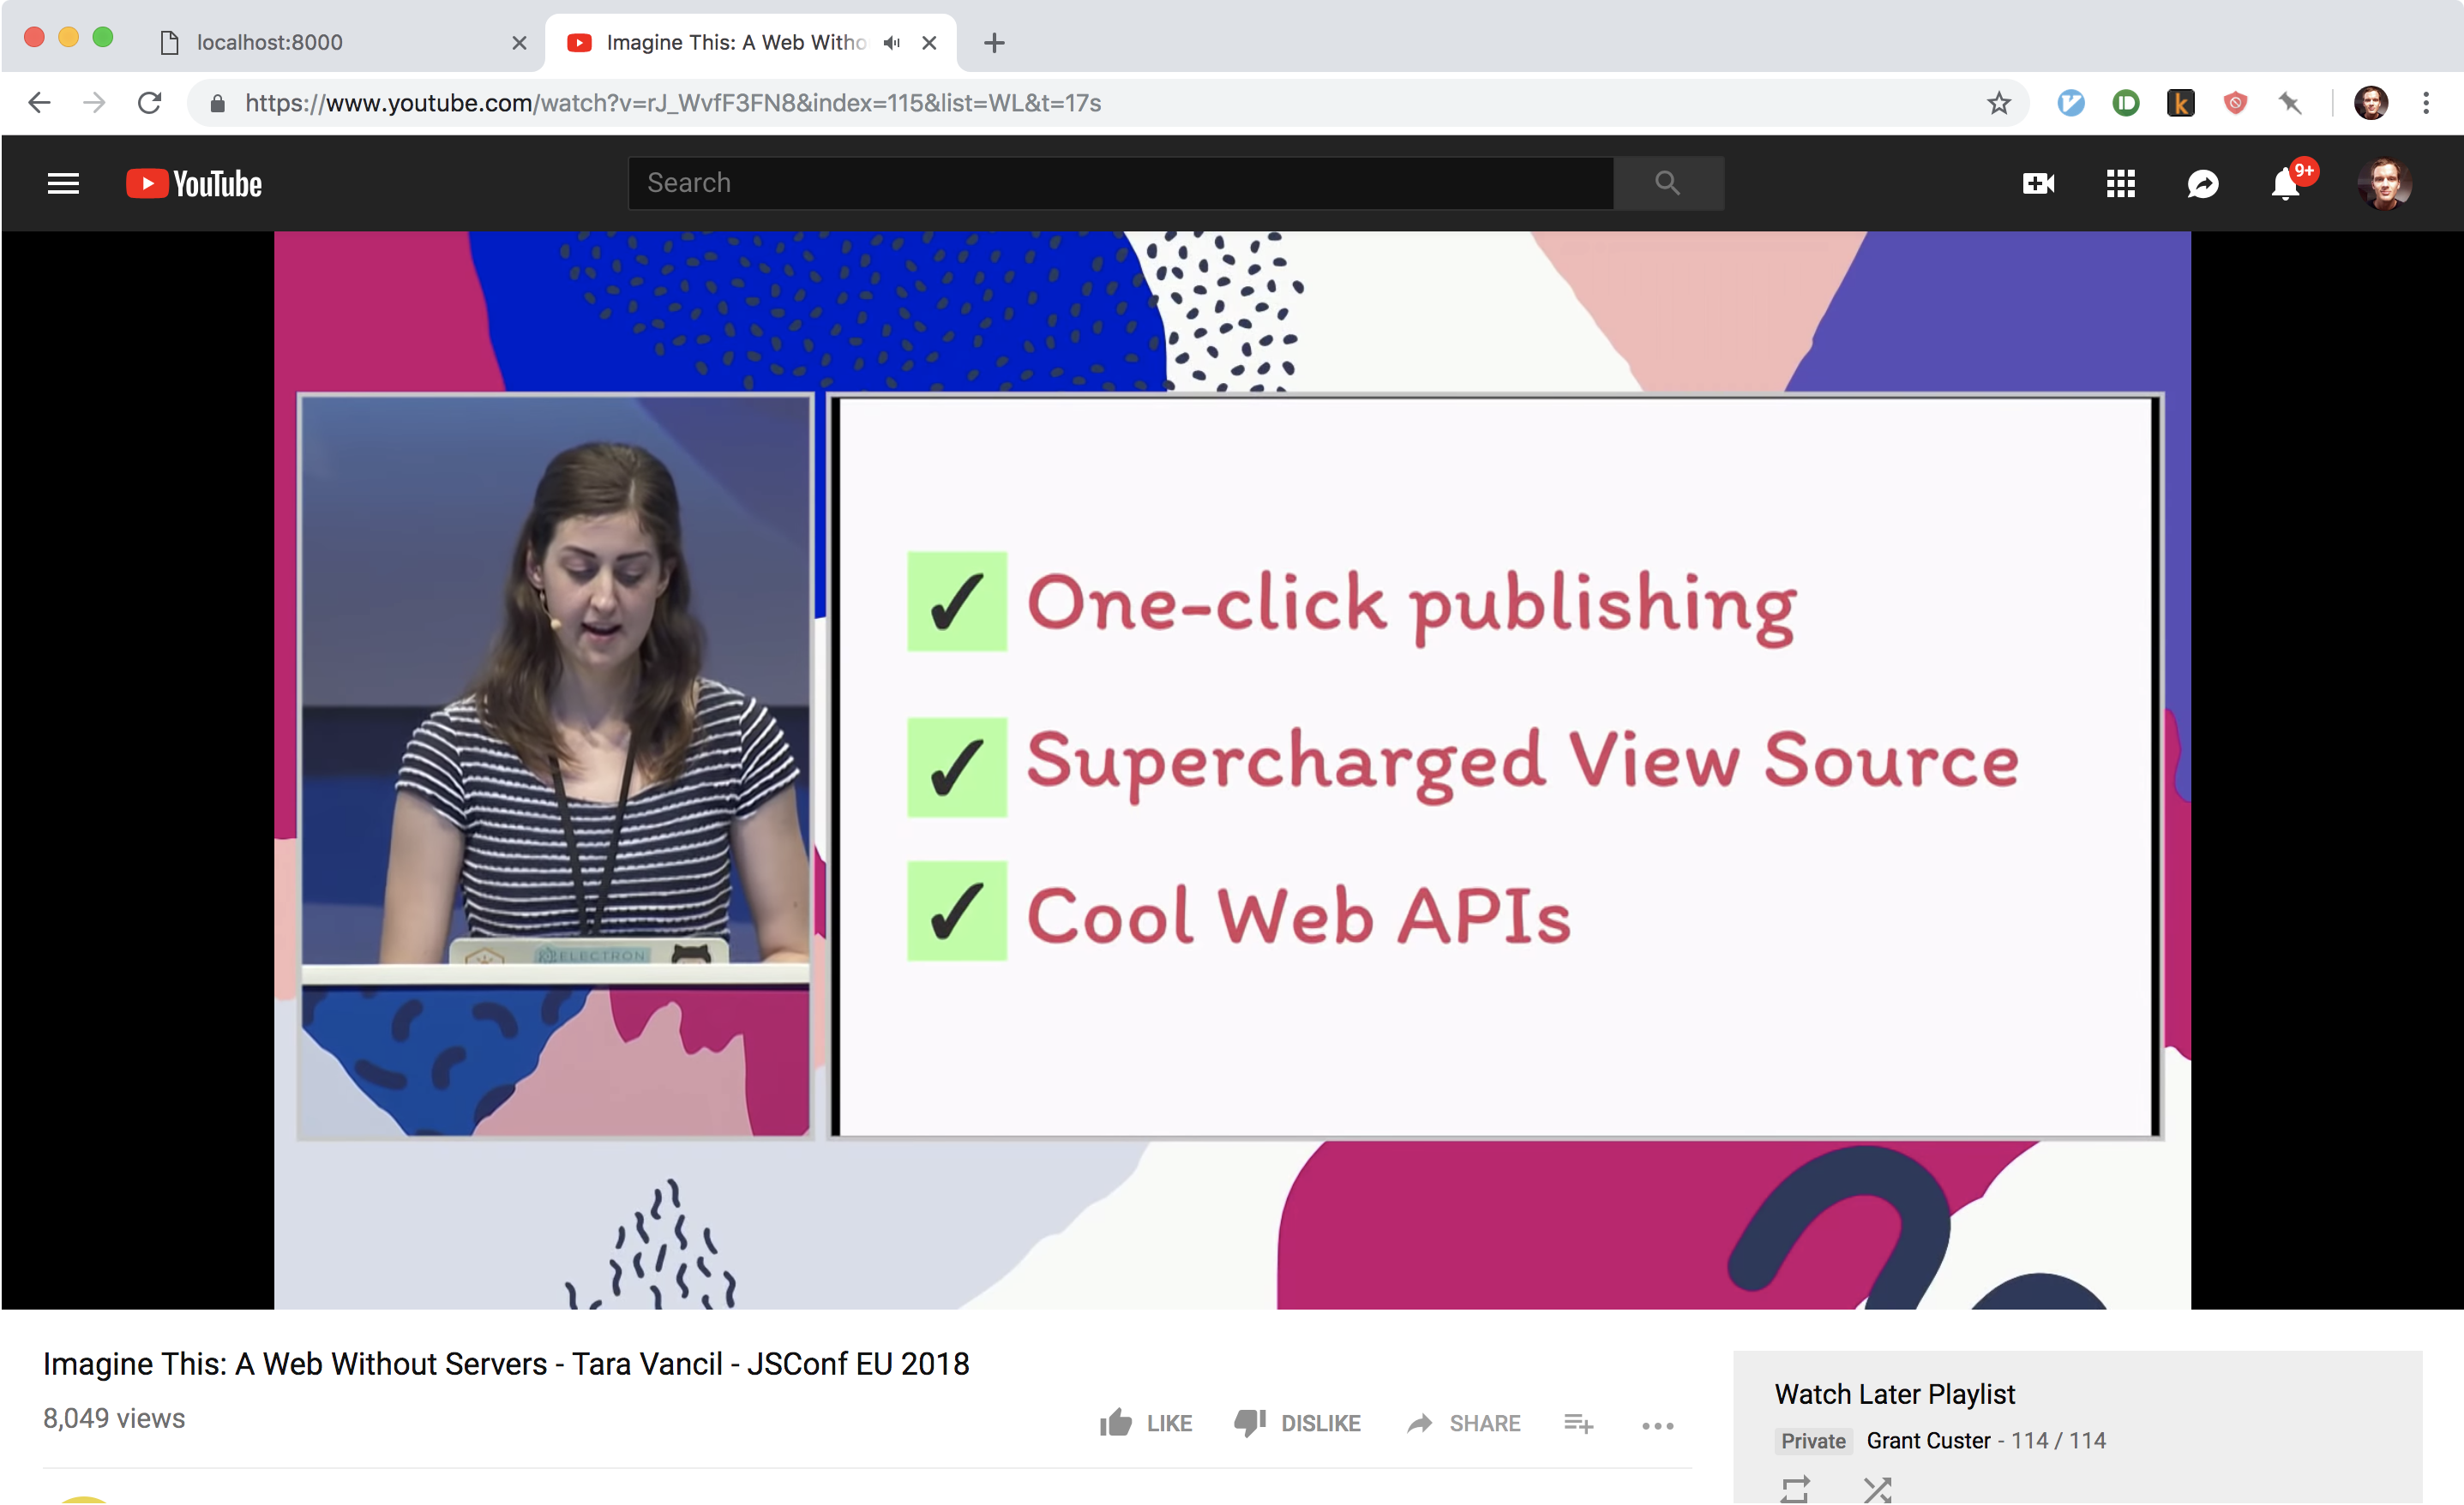 localhost:8000
Imagine This: A Web Witho
https://www.youtube.com/watch?v=rJ_WvfF3FN8&index=115&list=WL&t=17s
YouTube
Search
9+
One-click publishing
Supercharged View Source
Cool Web APIs
ELECTRON
Imagine This: A Web Without Servers - Tara Vancil - JSConf EU 2018
8,049 views
LIKE
DISLIKE
SHARE
Watch Later Playlist
Private Grant Custer - 114 / 114